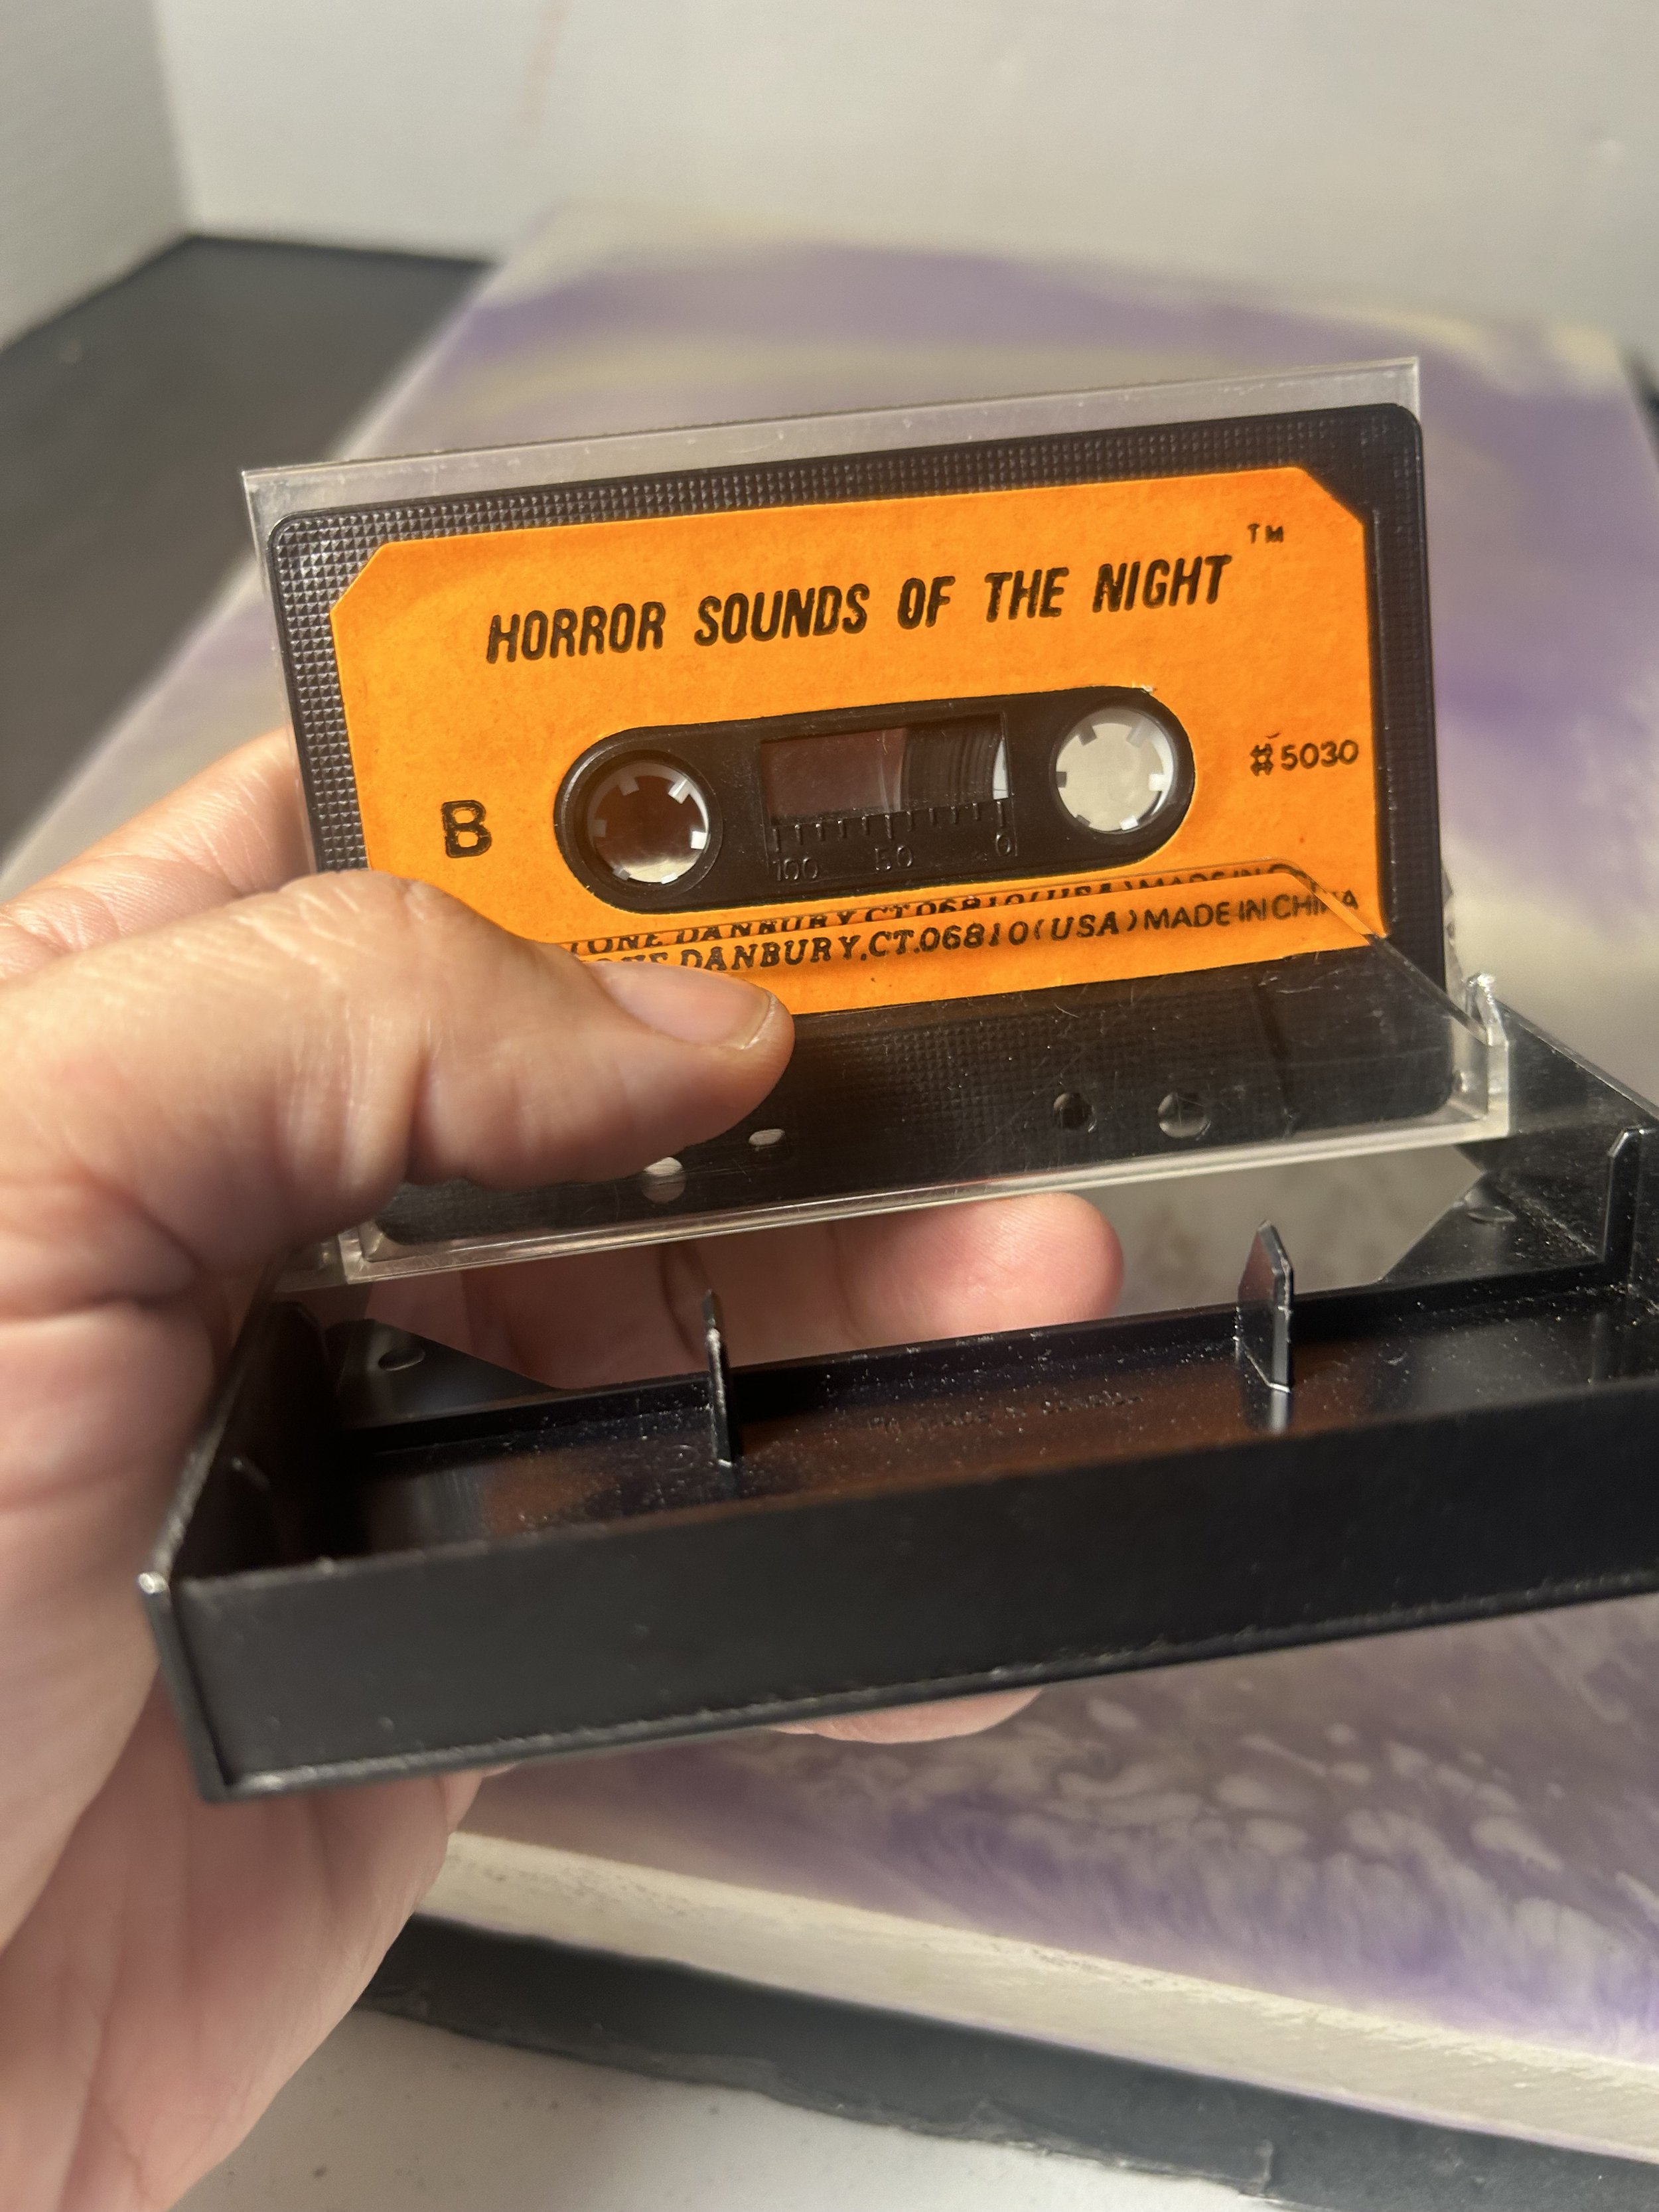 TM
HORROR SOUNDS OF THE NIGHT
#5030
B
100 50 0
DANBURY, CT. 06810 (USA) MADE IN CHINA